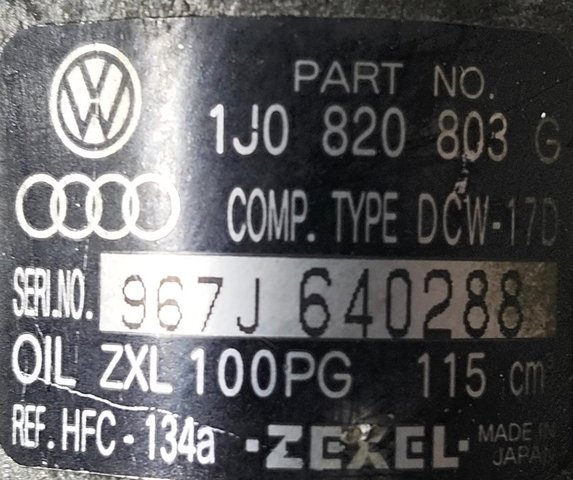 PART NO.
1J0 820 803 G
COMP. TYPE DCW-17D
SERI.NO. 967J 640288
OIL ZXL 100PG 115 cm³
REF. HFC-134a ·ZEXEL· MADE IN
JAPAN